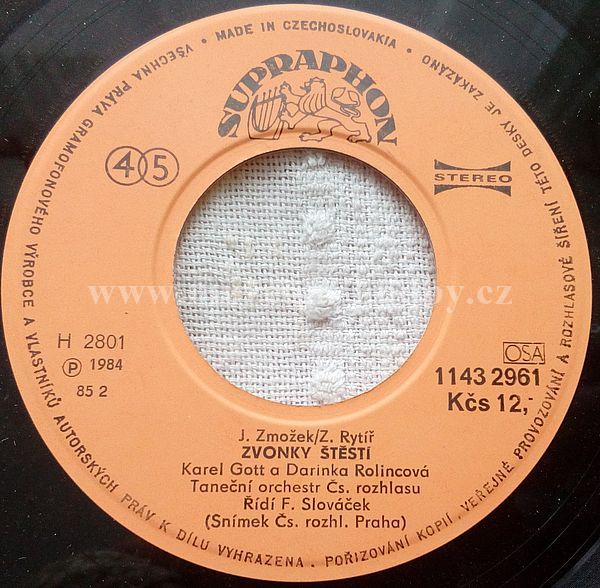 VŠECHNA PRÁVA GRAMOFONOVÉHO VÝROBCE A VLASTNÍKŮ AUTORSKÝCH PRÁV K DÍLU VYHRAZENA. POŘIZOVÁNÍ KOPIÍ, VEŘEJNÉ PROVOZOVÁNÍ A ROZHLASOVÉ ŠÍŘENÍ TÉTO DESKY JE ZAKÁZÁNO • MADE IN CZECHOSLOVAKIA •
SUPRAPHON
45
STEREO
H 2801
P 1984
85 2
OSA
1143 2961
Kčs 12,-
J. Zmožek/Z. Rytíř
ZVONKY ŠTĚSTÍ
Karel Gott a Darinka Rolincová
Taneční orchestr Čs. rozhlasu
Řídí F. Slováček
(Snímek Čs. rozhl. Praha)